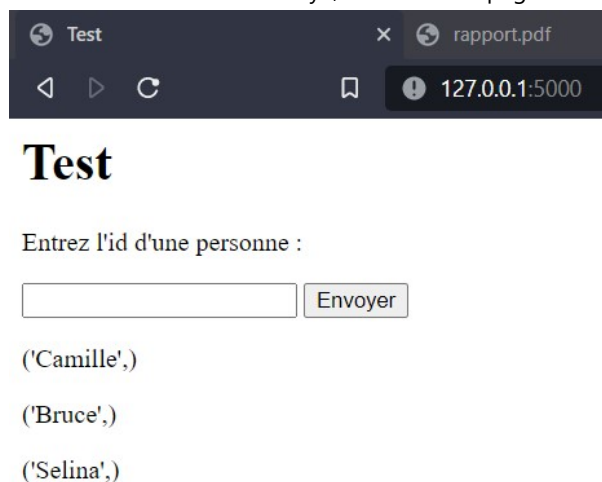 Test
rapport.pdf
127.0.0.1:5000
Test
Entrez l'id d'une personne :
Envoyer
('Camille',)
('Bruce',)
('Selina',)